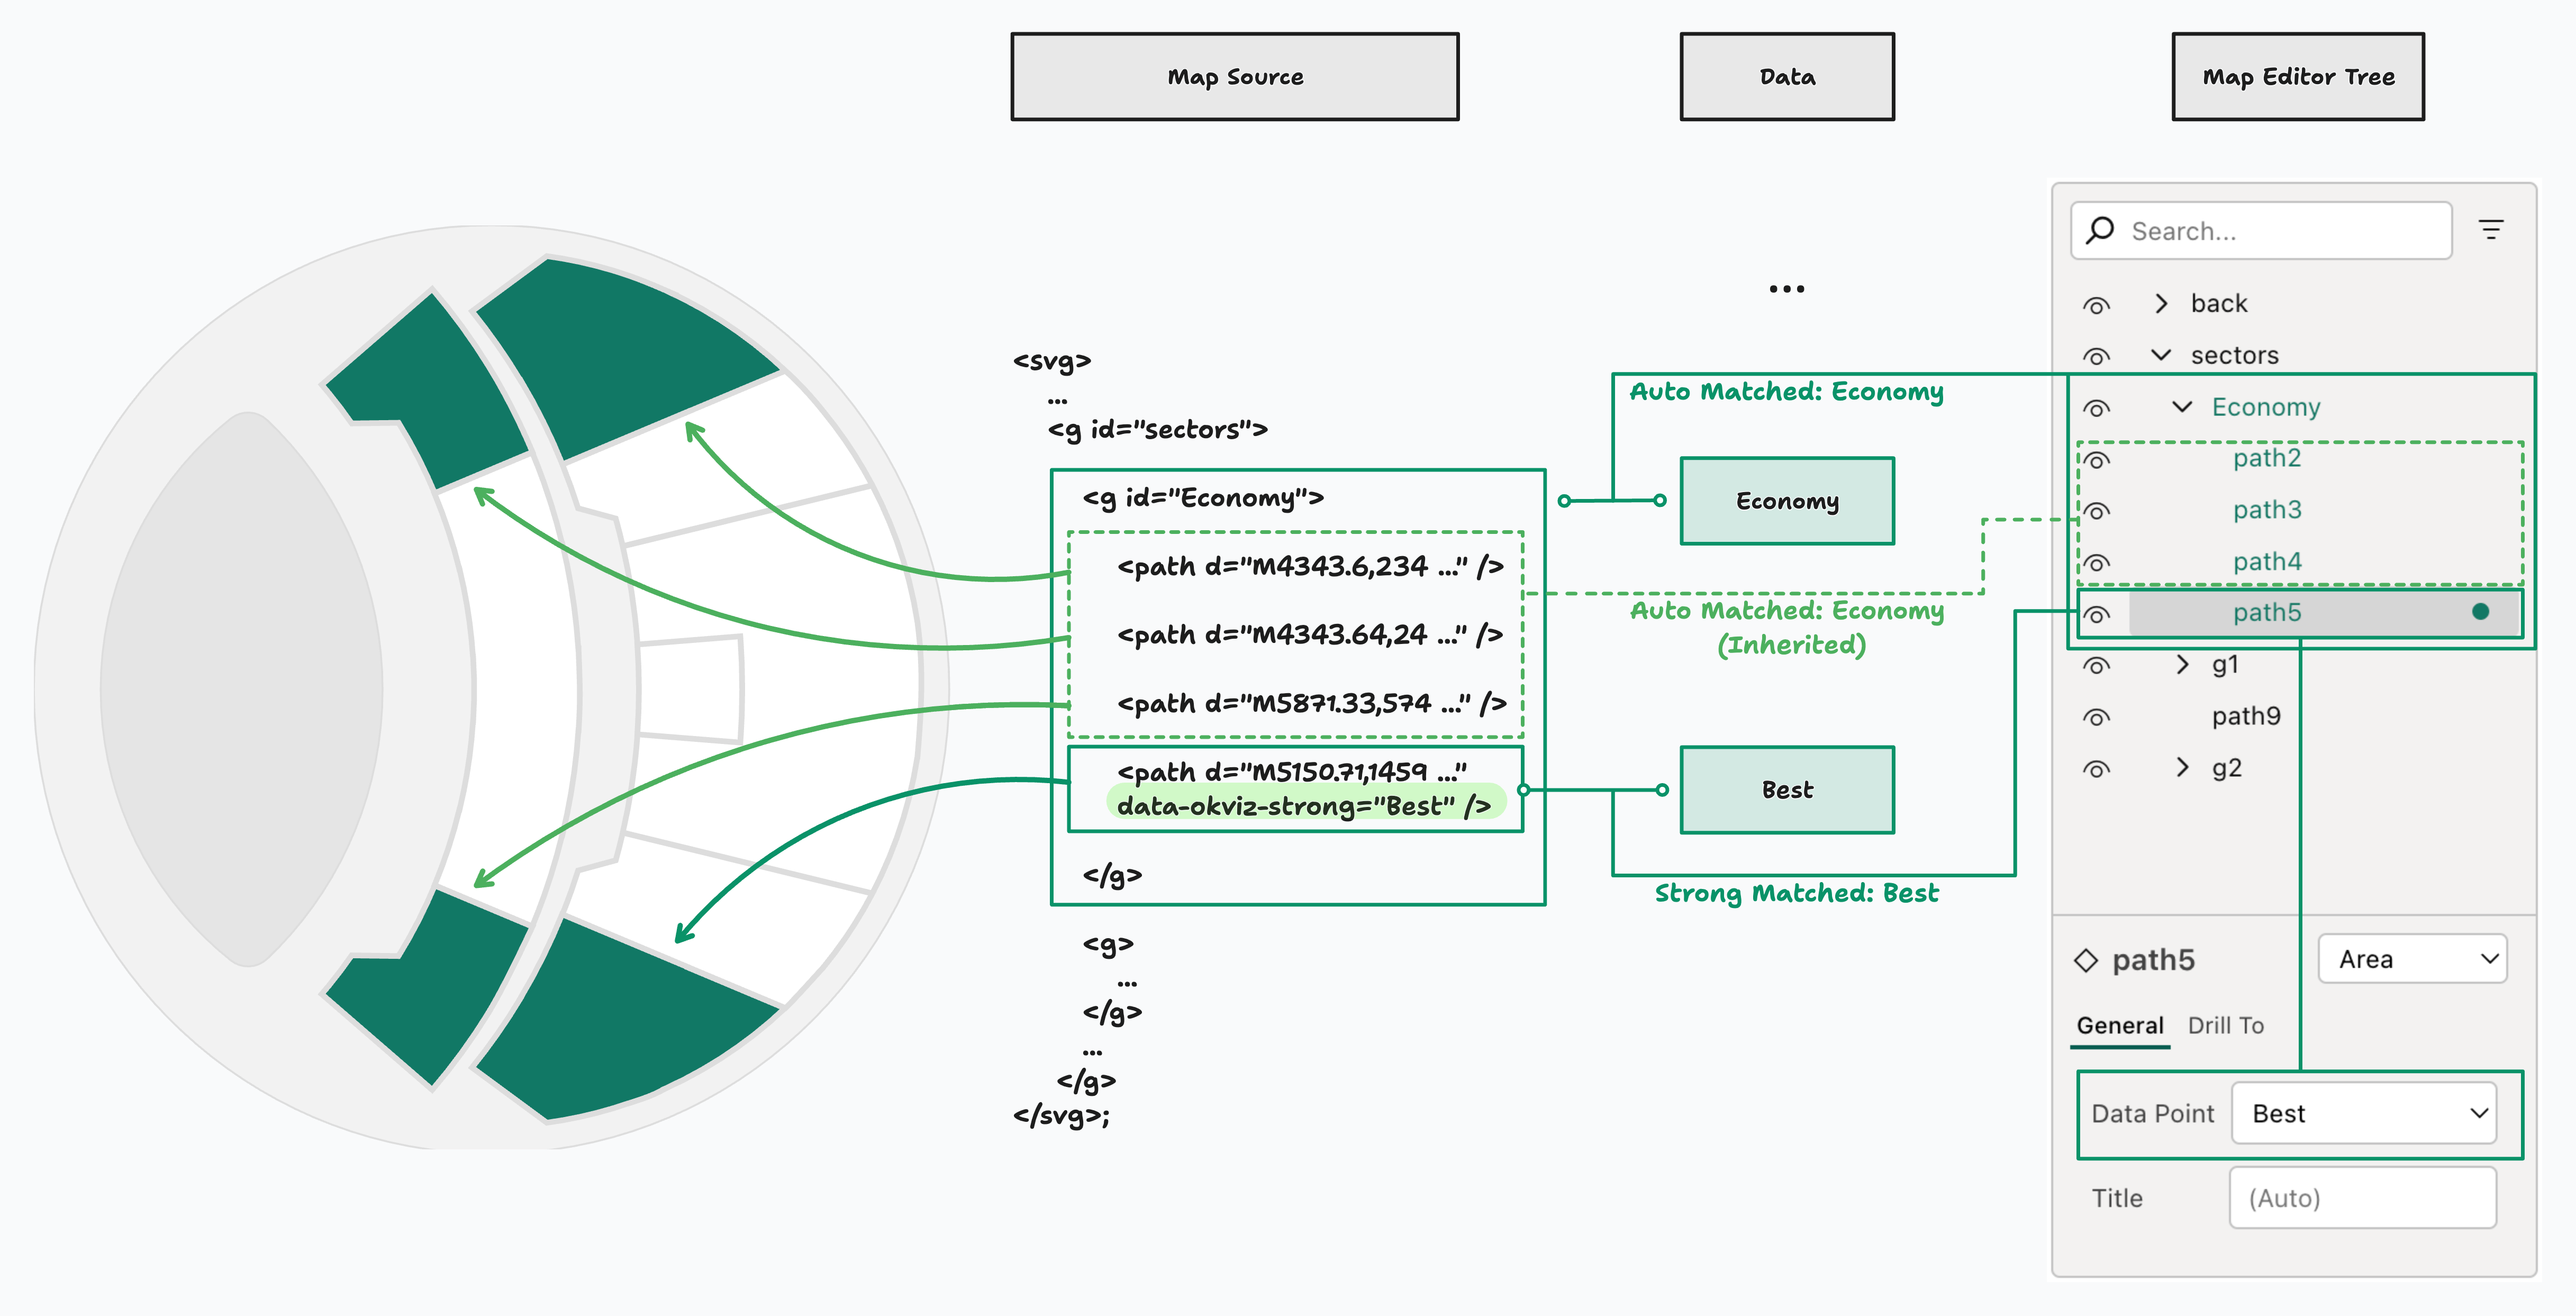 Map Source
Data
Map Editor Tree
<svg>
...
<g id="sectors">
<g id="Economy">
<path d="M4343.6,234 ..." />
<path d="M4343.64,24 ..." />
<path d="M5871.33,574 ..." />
<path d="M5150.71,1459 ..."
data-okviz-strong="Best" />
</g>
<g>
...
</g>
...
</g>
</svg>;
...
Auto Matched: Economy
Economy
Auto Matched: Economy
(Inherited)
Best
Strong Matched: Best
Search...
back
sectors
Economy
path2
path3
path4
path5
g1
path9
g2
path5
Area
General Drill To
Data Point Best
Title (Auto)